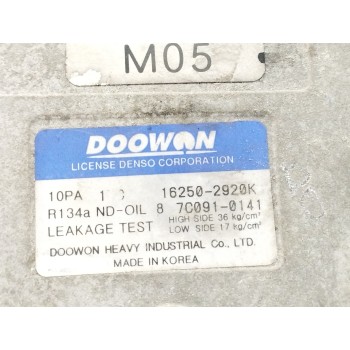 M05
DOOWON
LICENSE DENSO CORPORATION
10PA 16250-2920K
R134a ND-OIL 8 7C091-0141
LEAKAGE TEST HIGH SIDE 36 kg/cm² LOW SIDE 17 kg/cm²
DOOWON HEAVY INDUSTRIAL Co., LTD.
MADE IN KOREA